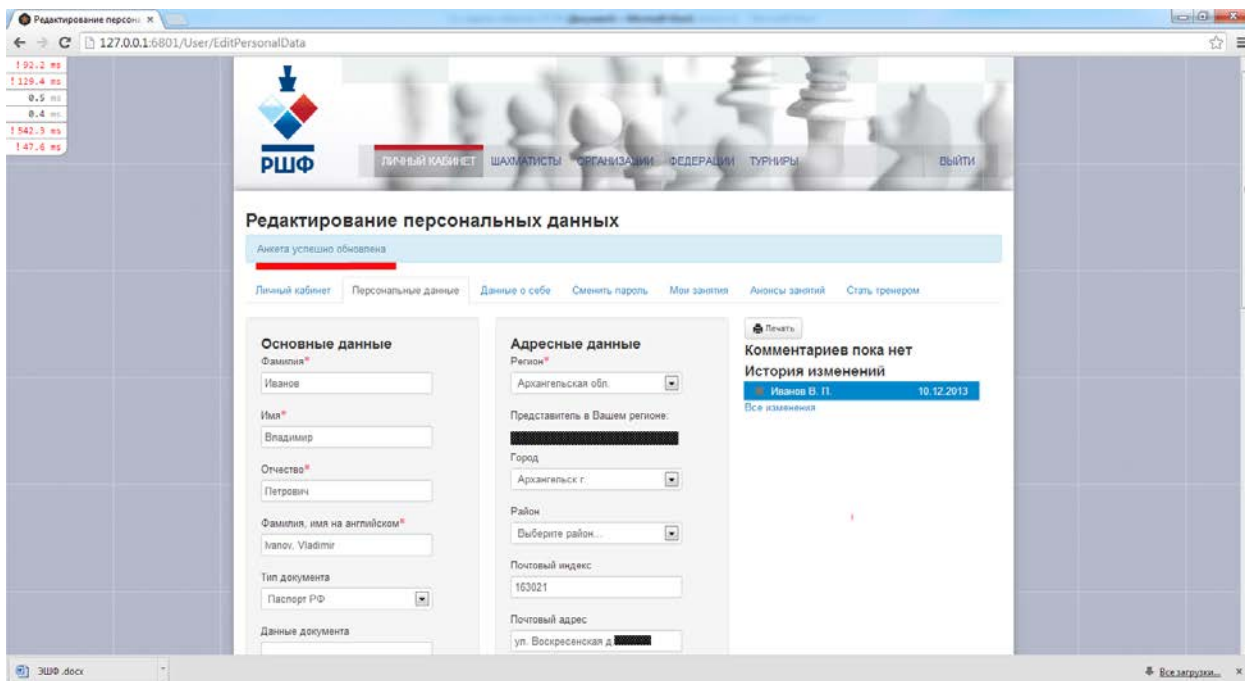 Редактирование персона
127.0.0.1:6801/User/EditPersonalData
! 92.2 ms
! 129.4 ms
0.5 ms
0.4 ms
! 542.3 ms
! 47.6 ms
РШФ
ЛИЧНЫЙ КАБИНЕТ ШАХМАТИСТЫ ОРГАНИЗАЦИИ ФЕДЕРАЦИИ ТУРНИРЫ ВЫЙТИ
Редактирование персональных данных
Анкета успешно обновлена
Личный кабинет Персональные данные Данные о себе Сменить пароль Мои занятия Анонсы занятий Стать тренером
Основные данные
Фамилия*
Иванов
Имя*
Владимир
Отчество*
Петрович
Фамилия, имя на английском*
Ivanov, Vladimir
Тип документа
Паспорт РФ
Данные документа
Адресные данные
Регион*
Архангельская обл.
Представитель в Вашем регионе:
Город
Архангельск г.
Район
Выберите район...
Почтовый индекс
163021
Почтовый адрес
ул. Воскресенская д
Печать
Комментариев пока нет
История изменений
Иванов В. П. 10.12.2013
Все изменения
ЭШФ .docx
Все загрузки...